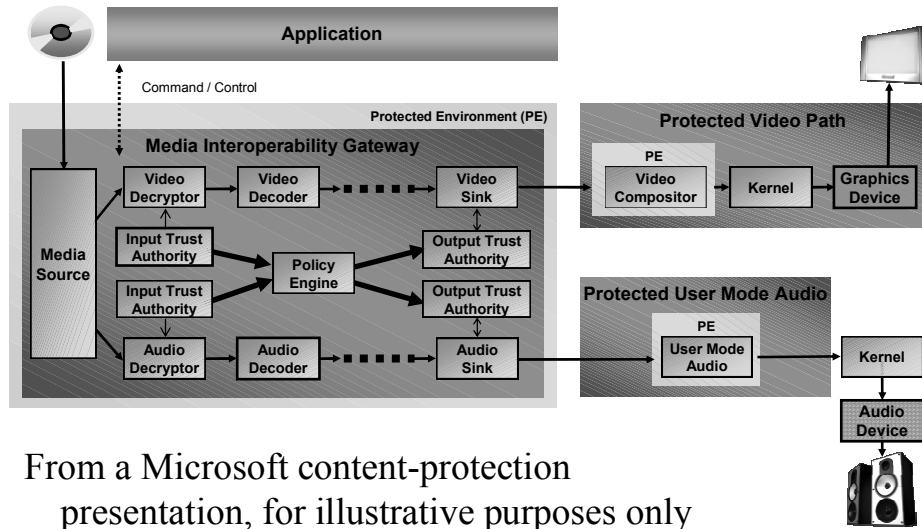 Application
Command / Control
Protected Environment (PE)
Media Interoperability Gateway
Media
Source
Video
Decryptor
Video
Decoder
Video
Sink
Input Trust
Authority
Policy
Engine
Output Trust
Authority
Input Trust
Authority
Output Trust
Authority
Audio
Decryptor
Audio
Decoder
Audio
Sink
Protected Video Path
PE
Video
Compositor
Kernel
Graphics
Device
Protected User Mode Audio
PE
User Mode
Audio
Kernel
Audio
Device
From a Microsoft content-protection
presentation, for illustrative purposes only